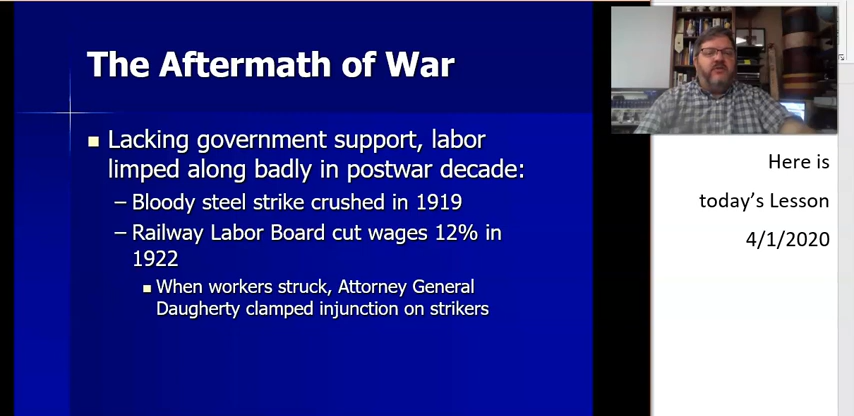 The Aftermath of War
Lacking government support, labor
limped along badly in postwar decade:
– Bloody steel strike crushed in 1919
– Railway Labor Board cut wages 12% in
1922
When workers struck, Attorney General
Daugherty clamped injunction on strikers
Here is
today's Lesson
4/1/2020